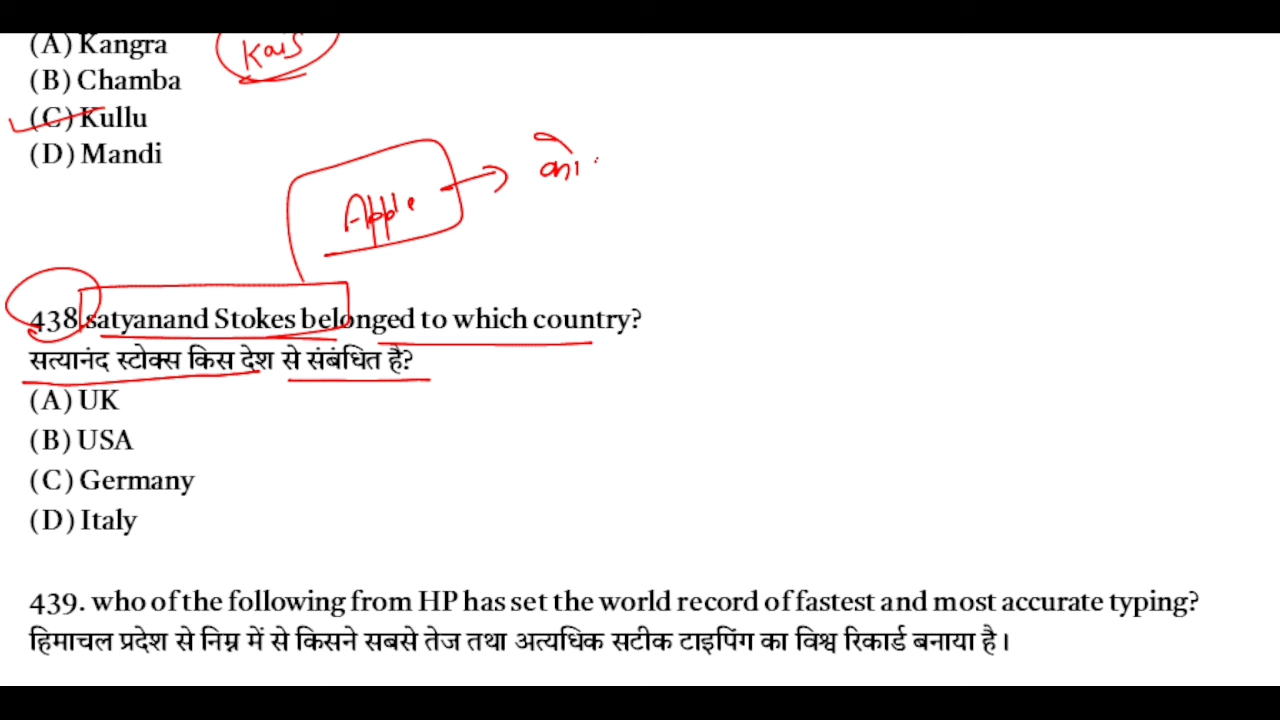 (A) Kangra
Kais
(B) Chamba
(C) Kullu
(D) Mandi
Apple → को
438.satyanand Stokes belonged to which country?
सत्यानंद स्टोक्स किस देश से संबंधित है?
(A) UK
(B) USA
(C) Germany
(D) Italy
439. who of the following from HP has set the world record of fastest and most accurate typing?
हिमाचल प्रदेश से निम्न में से किसने सबसे तेज तथा अत्यधिक सटीक टाइपिंग का विश्व रिकार्ड बनाया है।